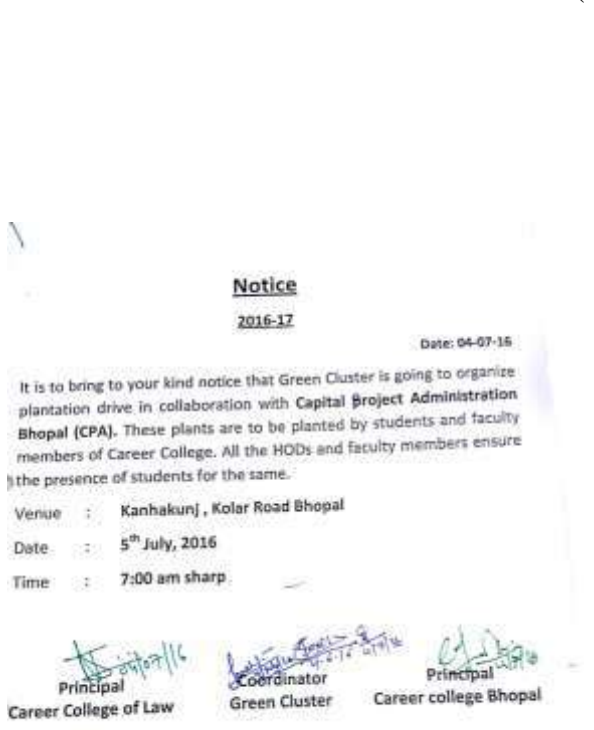 Notice
2016-17
Date: 04-07-16
It is to bring to your kind notice that Green Cluster is going to organize
plantation drive in collaboration with Capital Project Administration
Bhopal (CPA). These plants are to be planted by students and faculty
members of Career College. All the HODs and faculty members ensure
the presence of students for the same.
Venue : Kanhakunj , Kolar Road Bhopal
Date : 5th July, 2016
Time : 7:00 am sharp
04/07/16
Principal Coordinator Principal
Career College of Law Green Cluster Career college Bhopal